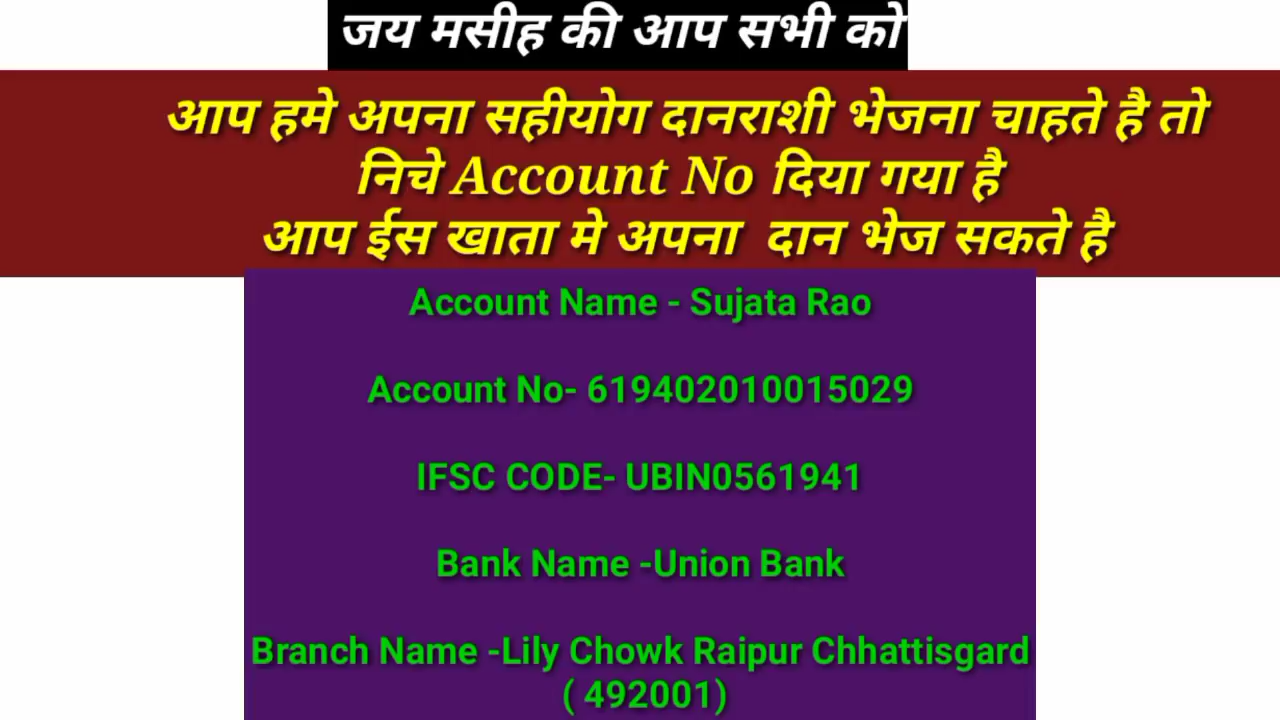 जय मसीह की आप सभी को
आप हमे अपना सहीयोग दानराशी भेजना चाहते है तो
निचे Account No दिया गया है
आप ईस खाता मे अपना दान भेज सकते है
Account Name - Sujata Rao
Account No- 619402010015029
IFSC CODE- UBIN0561941
Bank Name -Union Bank
Branch Name -Lily Chowk Raipur Chhattisgard
( 492001)